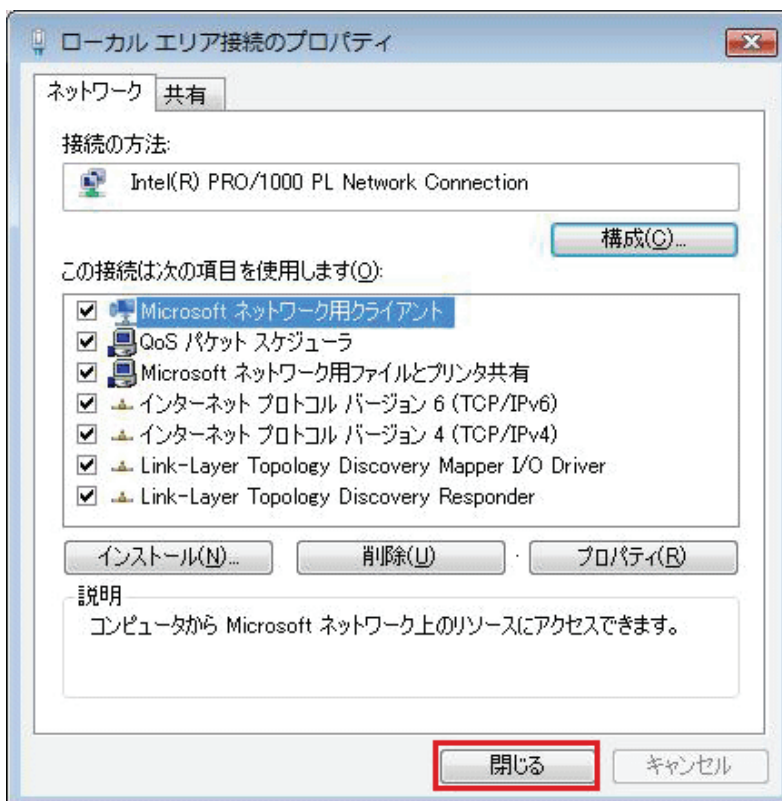 ローカル エリア接続のプロパティ
ネットワーク 共有
接続の方法:
Intel(R) PRO/1000 PL Network Connection
構成(C)...
この接続は次の項目を使用します(O):
Microsoft ネットワーク用クライアント
QoS パケット スケジューラ
Microsoft ネットワーク用ファイルとプリンタ共有
インターネット プロトコル バージョン 6 (TCP/IPv6)
インターネット プロトコル バージョン 4 (TCP/IPv4)
Link-Layer Topology Discovery Mapper I/O Driver
Link-Layer Topology Discovery Responder
インストール(N)... 削除(U) プロパティ(R)
説明
コンピュータから Microsoft ネットワーク上のリソースにアクセスできます。
閉じる キャンセル